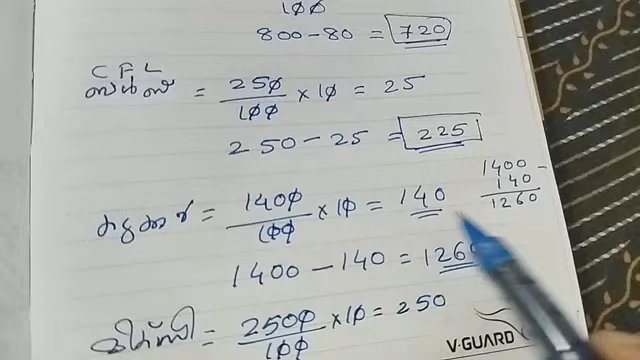 100
800-80 = 720
CFL
ബൾബ് = 250/100 × 10 = 25
250-25 = 225
1400 -
140
1260
= 1400/100 × 10 = 140
1400-140 = 1260
= 2500/100 × 10 = 250
V-GUARD